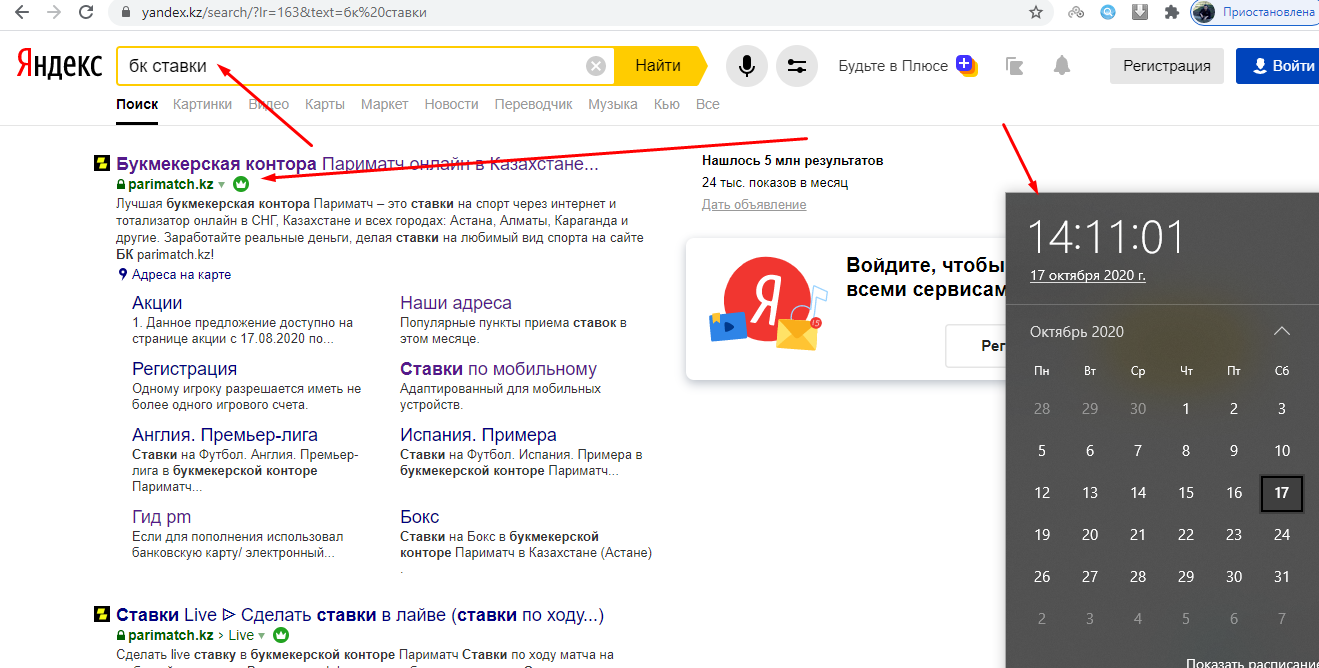 yandex.kz/search/?lr=163&text=бк%20ставки
Приостановлена
Яндекс
бк ставки
Найти
Будьте в Плюсе
Регистрация
Войти
Поиск Картинки Видео Карты Маркет Новости Переводчик Музыка Кью Все
Букмекерская контора Париматч онлайн в Казахстане...
parimatch.kz
Лучшая букмекерская контора Париматч – это ставки на спорт через интернет и
тотализатор онлайн в СНГ, Казахстане и всех городах: Астана, Алматы, Караганда и
другие. Заработайте реальные деньги, делая ставки на любимый вид спорта на сайте
БК parimatch.kz!
Адреса на карте
Акции
1. Данное предложение доступно на
странице акции с 17.08.2020 по...
Наши адреса
Популярные пункты приема ставок в
этом месяце.
Регистрация
Одному игроку разрешается иметь не
более одного игрового счета.
Ставки по мобильному
Адаптированный для мобильных
устройств.
Англия. Премьер-лига
Ставки на Футбол. Англия. Премьер-
лига в букмекерской конторе
Париматч...
Испания. Примера
Ставки на Футбол. Испания. Примера в
букмекерской конторе Париматч...
Гид pm
Если для пополнения использовал
банковскую карту/ электронный...
Бокс
Ставки на Бокс в букмекерской
конторе Париматч в Казахстане (Астане)
.
Ставки Live ▷ Сделать ставки в лайве (ставки по ходу...)
parimatch.kz › Live
Сделать live ставку в букмекерской конторе Париматч Ставки по ходу матча на
Нашлось 5 млн результатов
24 тыс. показов в месяц
Дать объявление
Я
15
Войдите, чтобы
всеми сервисам
Рег
14:11:01
17 октября 2020 г.
Октябрь 2020
Пн Вт Ср Чт Пт Сб
28 29 30 1 2 3
5 6 7 8 9 10
12 13 14 15 16 17
19 20 21 22 23 24
26 27 28 29 30 31
2 3 4 5 6 7
Показать расписание